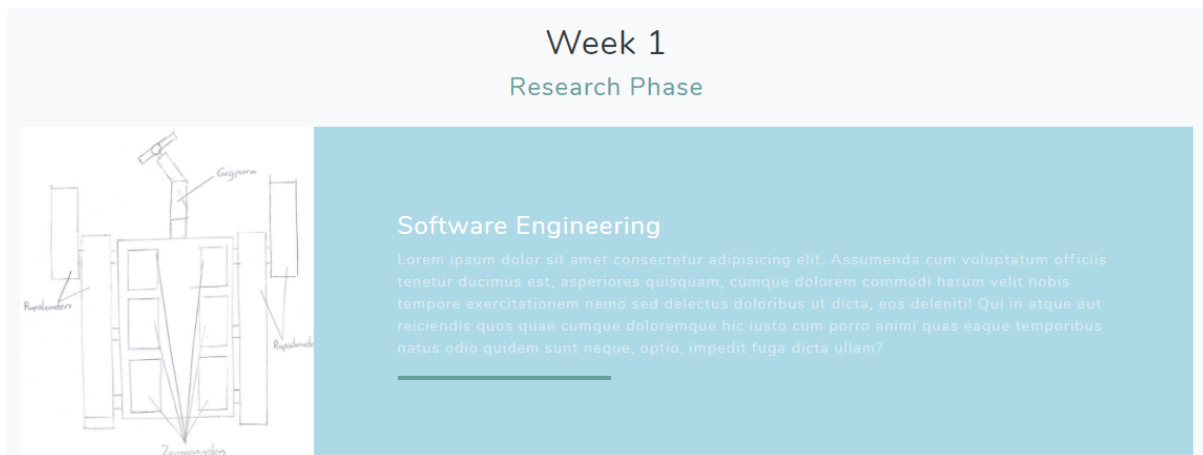 Week 1
Research Phase
Grijparm
Rupsbanden
Rupsbanden
Zonnepanelen
Software Engineering
Lorem ipsum dolor sit amet consectetur adipisicing elit. Assumenda cum voluptatum officiis
tenetur ducimus est, asperiores quisquam, cumque dolorem commodi harum velit nobis
tempore exercitationem nemo sed delectus doloribus ut dicta, eos deleniti! Qui in atque aut
reiciendis quos quae cumque doloremque hic iusto cum porro animi quas eaque temporibus
natus odio quidem sunt neque, optio, impedit fuga dicta ullam?